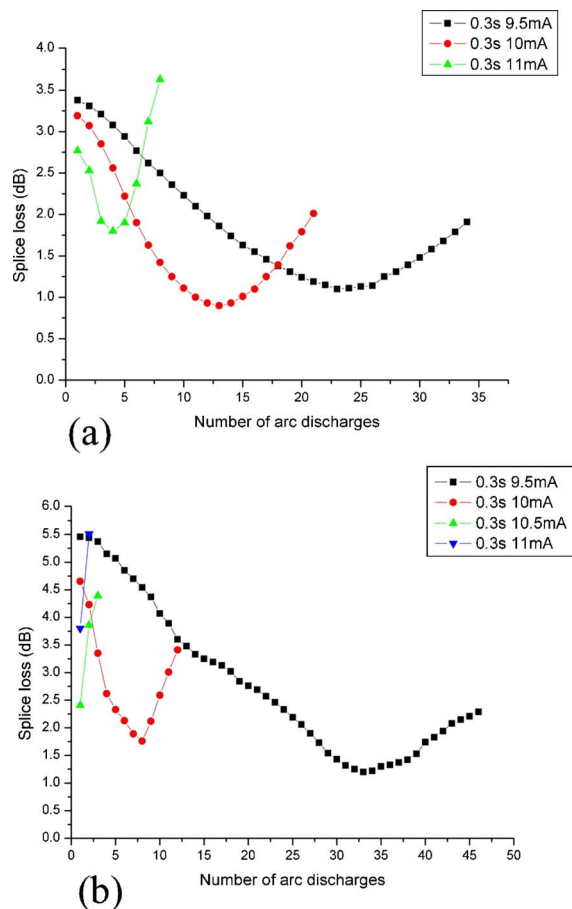 0.3s 9.5mA
0.3s 10mA
0.3s 11mA
4.0
3.5
3.0
2.5
2.0
1.5
1.0
0.5
0.0
Splice loss (dB)
0 5 10 15 20 25 30 35
Number of arc discharges
(a)
0.3s 9.5mA
0.3s 10mA
0.3s 10.5mA
0.3s 11mA
6.0
5.5
5.0
4.5
4.0
3.5
3.0
2.5
2.0
1.5
1.0
0.5
0.0
Splice loss (dB)
0 5 10 15 20 25 30 35 40 45 50
Number of arc discharges
(b)